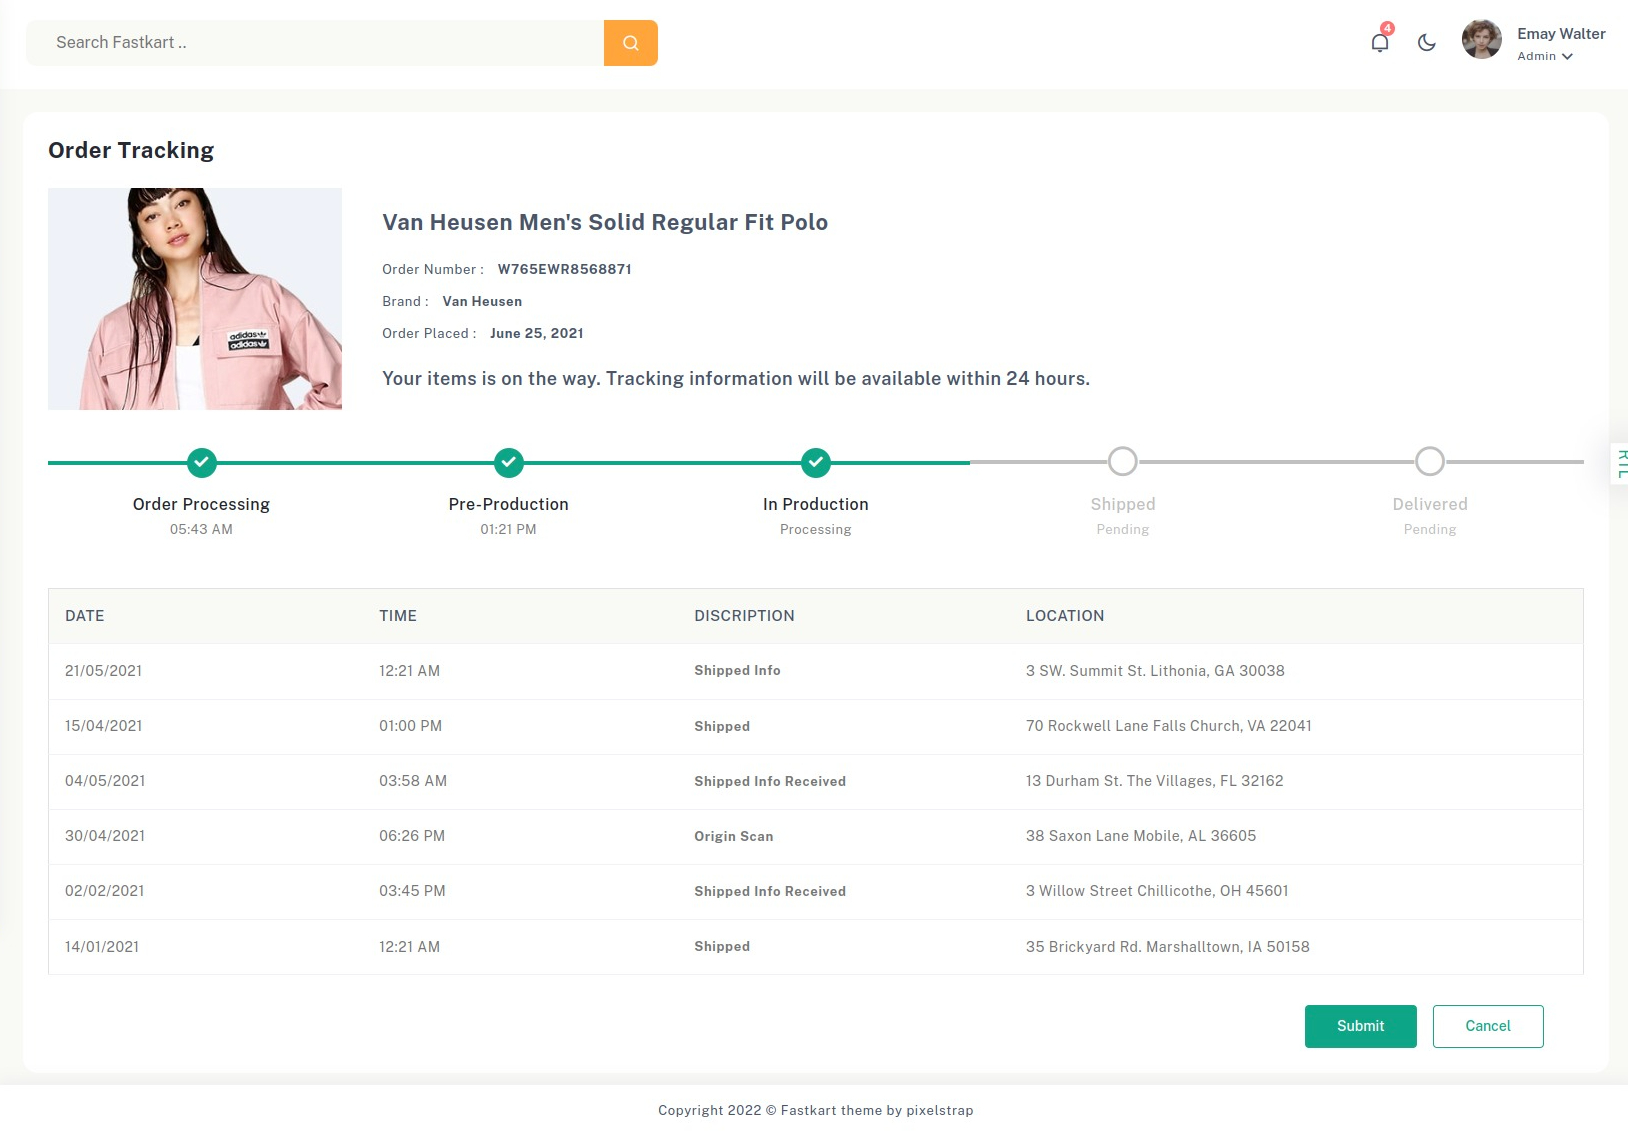 Search Fastkart ..
4
Emay Walter
Admin
Order Tracking
adidas
adidas
Van Heusen Men's Solid Regular Fit Polo
Order Number : W765EWR8568871
Brand : Van Heusen
Order Placed : June 25, 2021
Your items is on the way. Tracking information will be available within 24 hours.
RTL
Order Processing Pre-Production In Production Shipped Delivered
05:43 AM 01:21 PM Processing Pending Pending
DATE TIME DISCRIPTION LOCATION
21/05/2021 12:21 AM Shipped Info 3 SW. Summit St. Lithonia, GA 30038
15/04/2021 01:00 PM Shipped 70 Rockwell Lane Falls Church, VA 22041
04/05/2021 03:58 AM Shipped Info Received 13 Durham St. The Villages, FL 32162
30/04/2021 06:26 PM Origin Scan 38 Saxon Lane Mobile, AL 36605
02/02/2021 03:45 PM Shipped Info Received 3 Willow Street Chillicothe, OH 45601
14/01/2021 12:21 AM Shipped 35 Brickyard Rd. Marshalltown, IA 50158
Submit Cancel
Copyright 2022 © Fastkart theme by pixelstrap